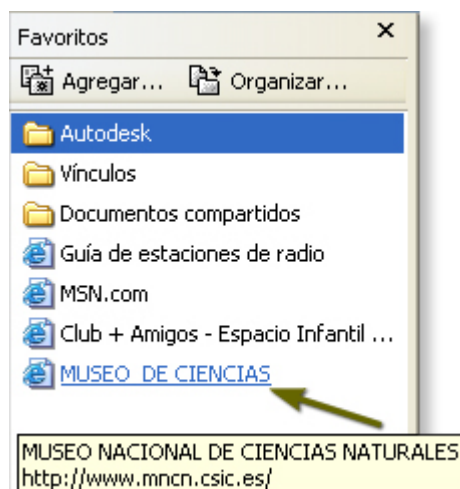 Favoritos
Agregar... Organizar...
Autodesk
Vínculos
Documentos compartidos
Guía de estaciones de radio
MSN.com
Club + Amigos - Espacio Infantil ...
MUSEO DE CIENCIAS
MUSEO NACIONAL DE CIENCIAS NATURALES
http://www.mncn.csic.es/